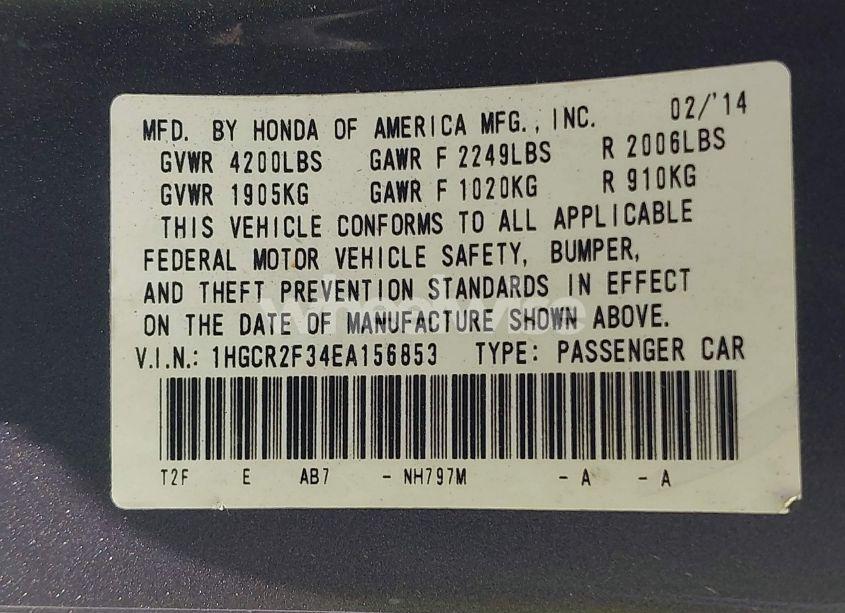 MFD. BY HONDA OF AMERICA MFG., INC. 02/'14
GVWR 4200LBS GAWR F 2249LBS R 2006LBS
GVWR 1905KG GAWR F 1020KG R 910KG
THIS VEHICLE CONFORMS TO ALL APPLICABLE
FEDERAL MOTOR VEHICLE SAFETY, BUMPER,
AND THEFT PREVENTION STANDARDS IN EFFECT
ON THE DATE OF MANUFACTURE SHOWN ABOVE.
V.I.N.: 1HGCR2F34EA156853 TYPE: PASSENGER CAR
T2F E AB7 - NH797M - A - A